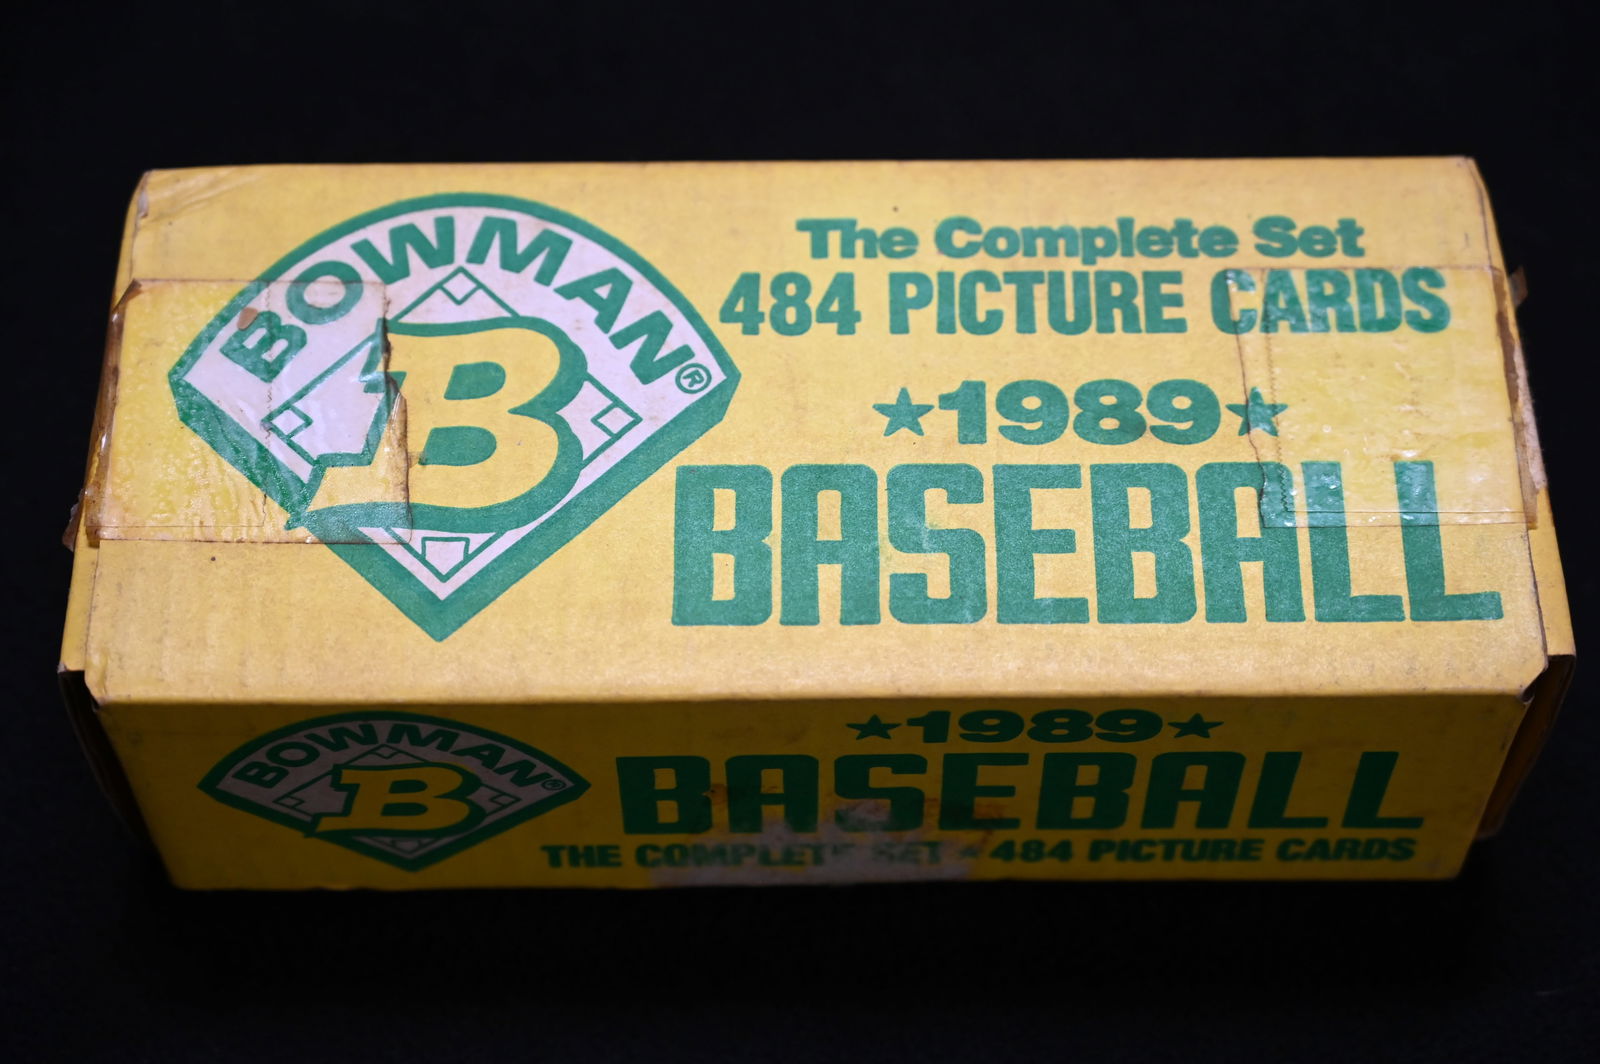 BOWMAN®
B
The Complete Set
484 PICTURE CARDS
★1989★
BASEBALL
BOWMAN®
B
★1989★
BASEBALL
THE COMPLETE SET • 484 PICTURE CARDS